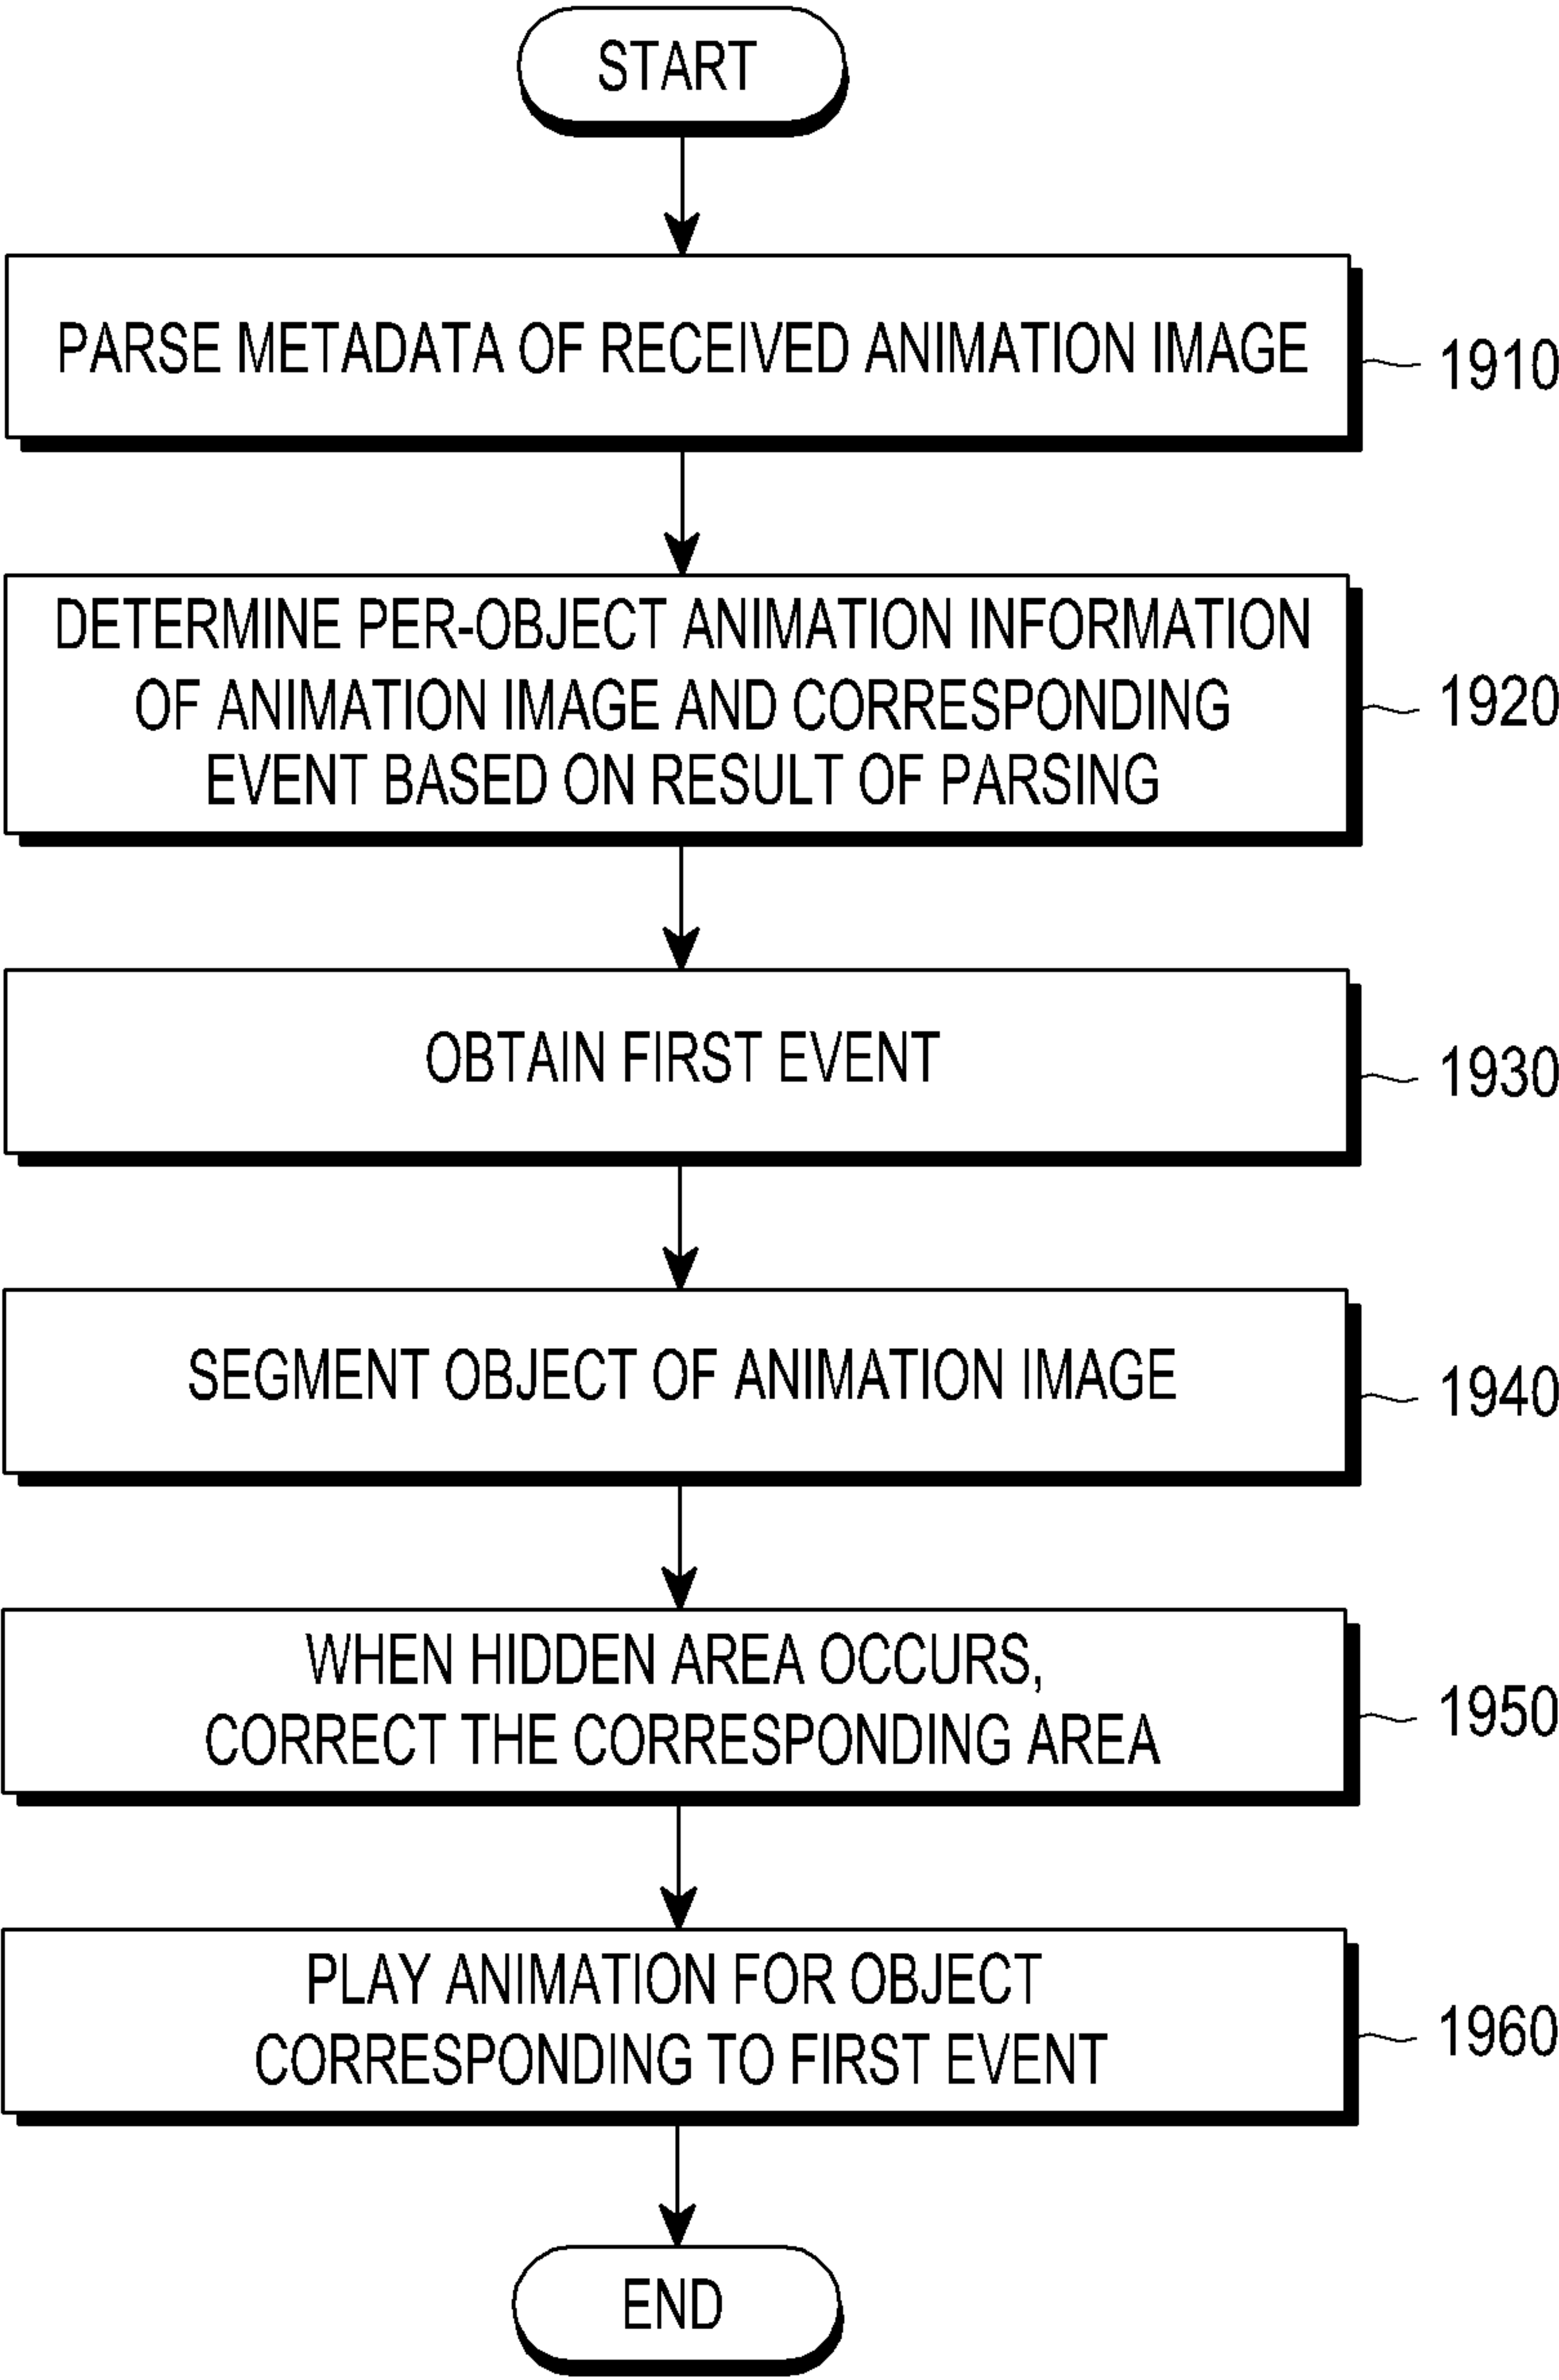 START
PARSE METADATA OF RECEIVED ANIMATION IMAGE
1910
DETERMINE PER-OBJECT ANIMATION INFORMATION
OF ANIMATION IMAGE AND CORRESPONDING
EVENT BASED ON RESULT OF PARSING
1920
OBTAIN FIRST EVENT
1930
SEGMENT OBJECT OF ANIMATION IMAGE
1940
WHEN HIDDEN AREA OCCURS,
CORRECT THE CORRESPONDING AREA
1950
PLAY ANIMATION FOR OBJECT
CORRESPONDING TO FIRST EVENT
1960
END